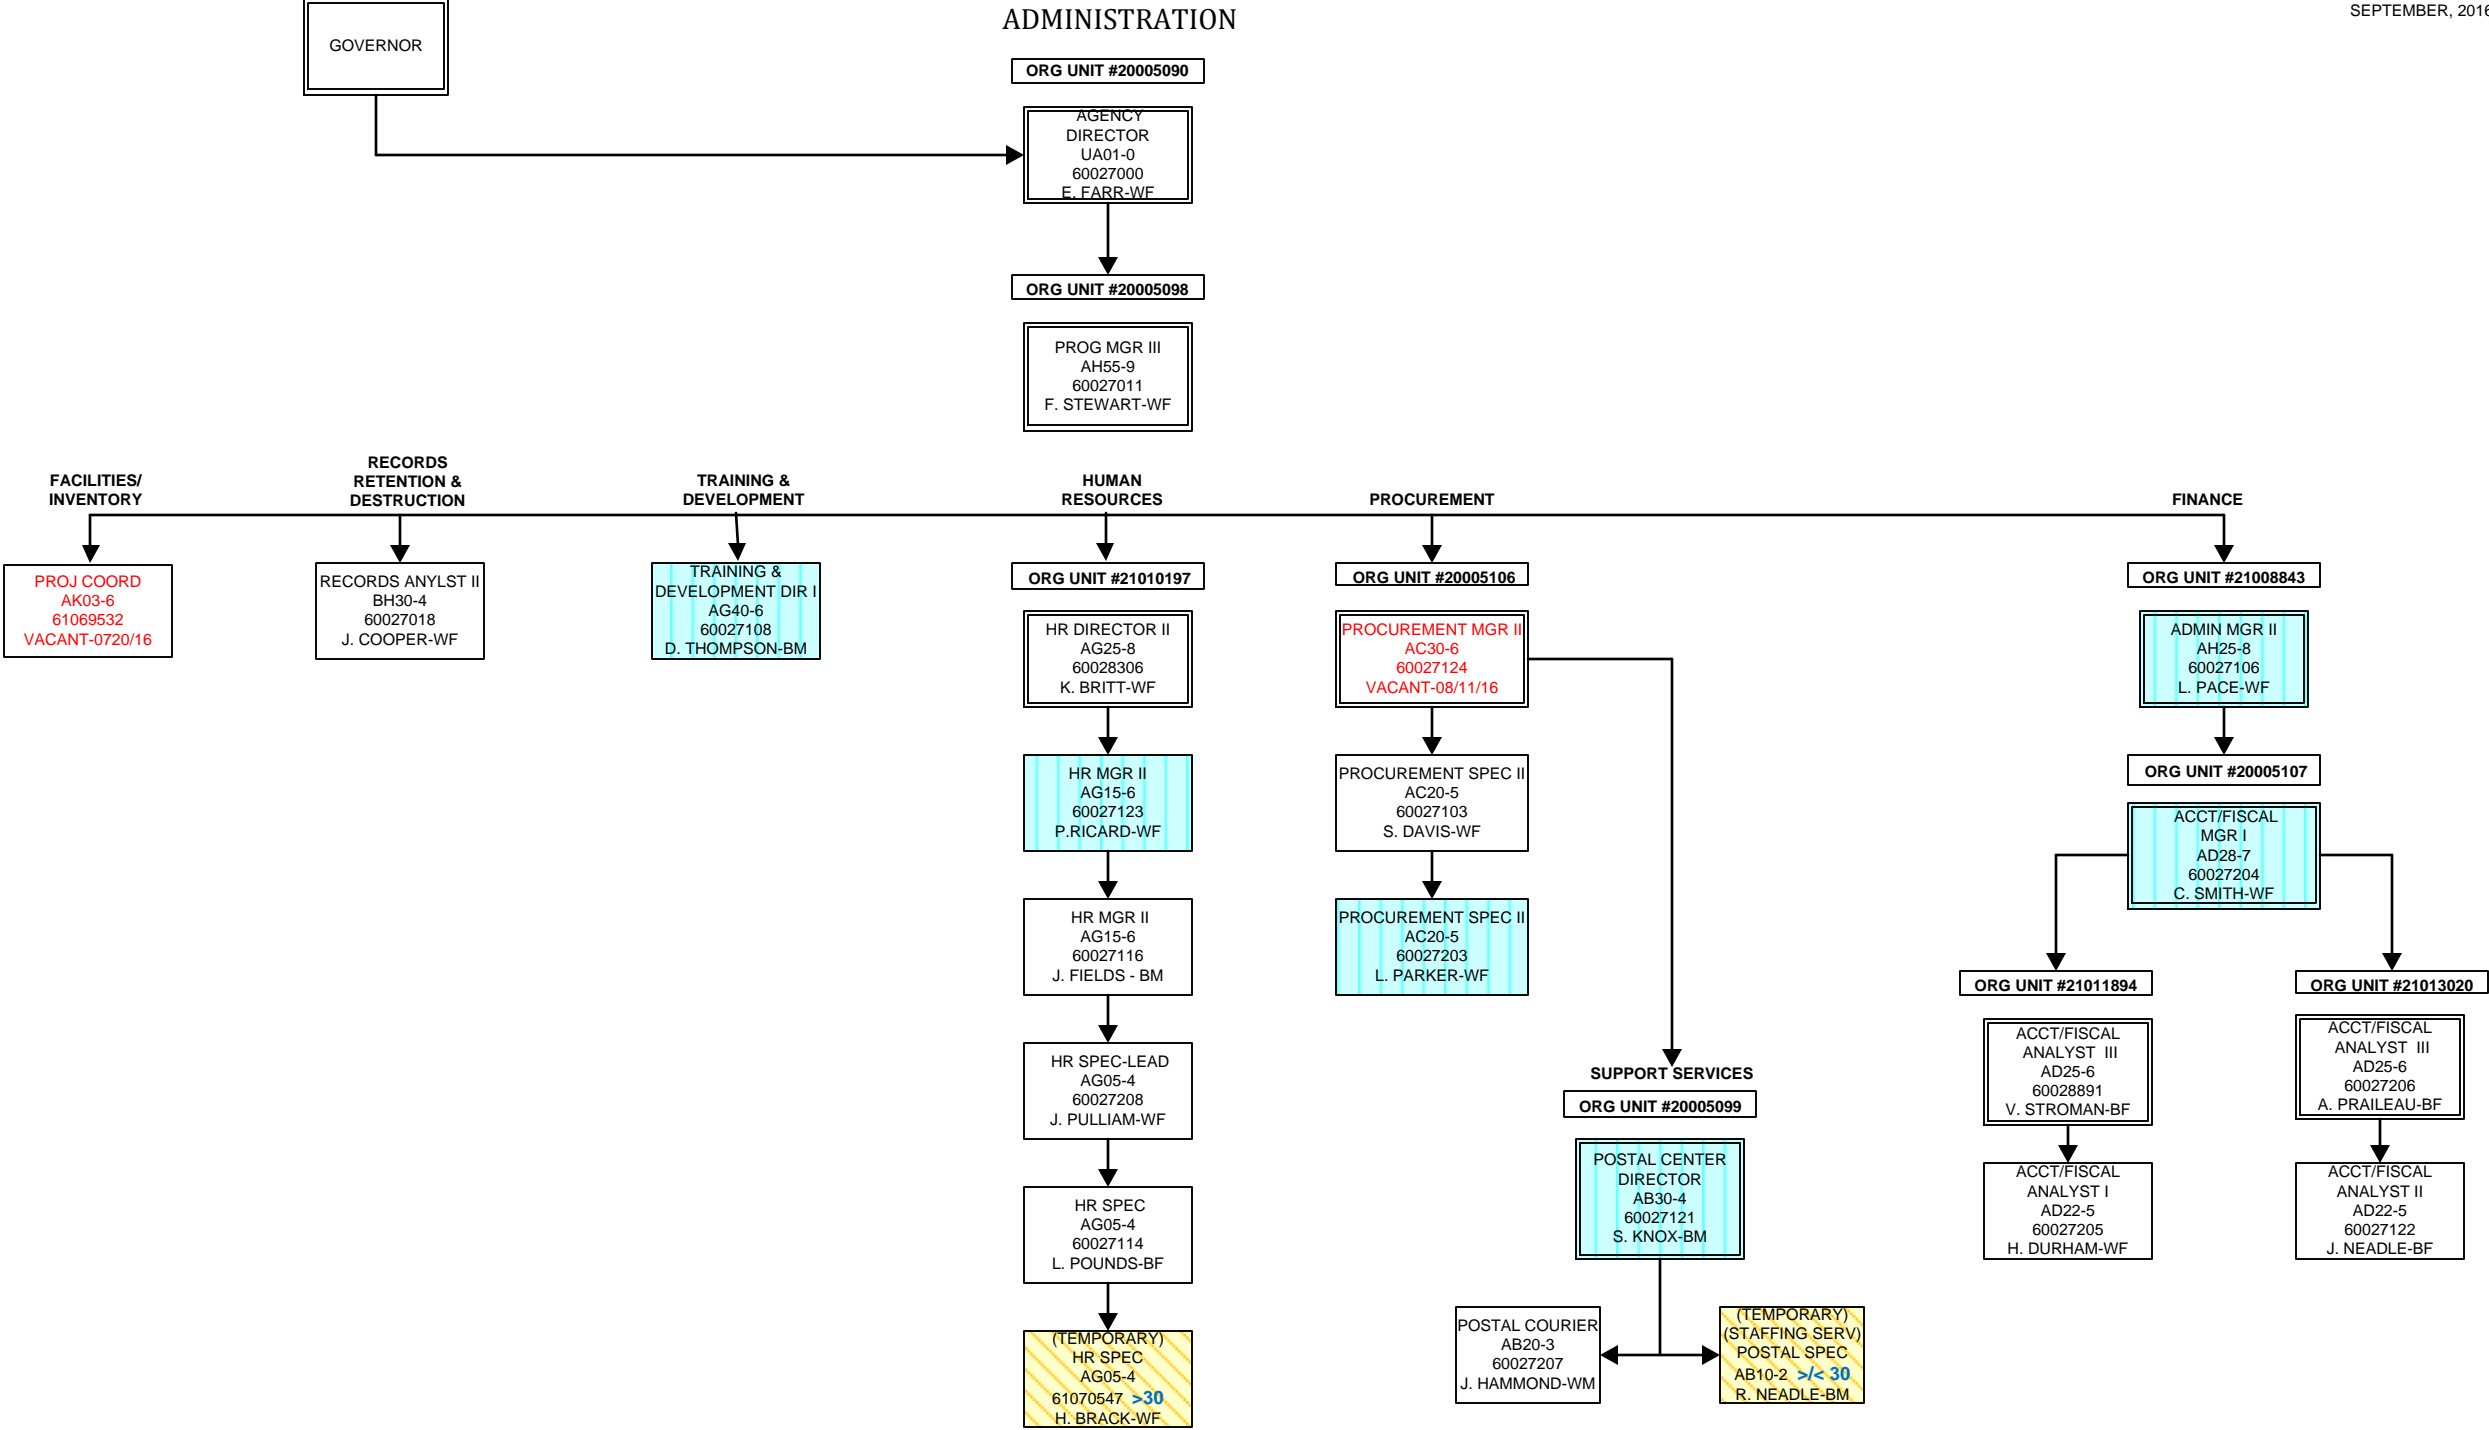 ADMINISTRATION
SEPTEMBER, 2016
GOVERNOR
ORG UNIT #20005090
AGENCY
DIRECTOR
UA01-0
60027000
E. FARR-WF
ORG UNIT #20005098
PROG MGR III
AH55-9
60027011
F. STEWART-WF
FACILITIES/
INVENTORY
RECORDS
RETENTION &
DESTRUCTION
TRAINING &
DEVELOPMENT
HUMAN
RESOURCES
PROCUREMENT
FINANCE
PROJ COORD
AK03-6
61069532
VACANT-0720/16
RECORDS ANYLST II
BH30-4
60027018
J. COOPER-WF
TRAINING &
DEVELOPMENT DIR I
AG40-6
60027108
D. THOMPSON-BM
ORG UNIT #21010197
HR DIRECTOR II
AG25-8
60028306
K. BRITT-WF
HR MGR II
AG15-6
60027123
P.RICARD-WF
HR MGR II
AG15-6
60027116
J. FIELDS - BM
HR SPEC-LEAD
AG05-4
60027208
J. PULLIAM-WF
HR SPEC
AG05-4
60027114
L. POUNDS-BF
(TEMPORARY)
HR SPEC
AG05-4
61070547 >30
H. BRACK-WF
ORG UNIT #20005106
PROCUREMENT MGR II
AC30-6
60027124
VACANT-08/11/16
PROCUREMENT SPEC II
AC20-5
60027103
S. DAVIS-WF
PROCUREMENT SPEC II
AC20-5
60027203
L. PARKER-WF
SUPPORT SERVICES
ORG UNIT #20005099
POSTAL CENTER
DIRECTOR
AB30-4
60027121
S. KNOX-BM
POSTAL COURIER
AB20-3
60027207
J. HAMMOND-WM
(TEMPORARY)
(STAFFING SERV)
POSTAL SPEC
AB10-2 >/< 30
R. NEADLE-BM
ORG UNIT #21008843
ADMIN MGR II
AH25-8
60027106
L. PACE-WF
ORG UNIT #20005107
ACCT/FISCAL
MGR I
AD28-7
60027204
C. SMITH-WF
ORG UNIT #21011894
ACCT/FISCAL
ANALYST III
AD25-6
60028891
V. STROMAN-BF
ACCT/FISCAL
ANALYST I
AD22-5
60027205
H. DURHAM-WF
ORG UNIT #21013020
ACCT/FISCAL
ANALYST III
AD25-6
60027206
A. PRAILEAU-BF
ACCT/FISCAL
ANALYST II
AD22-5
60027122
J. NEADLE-BF